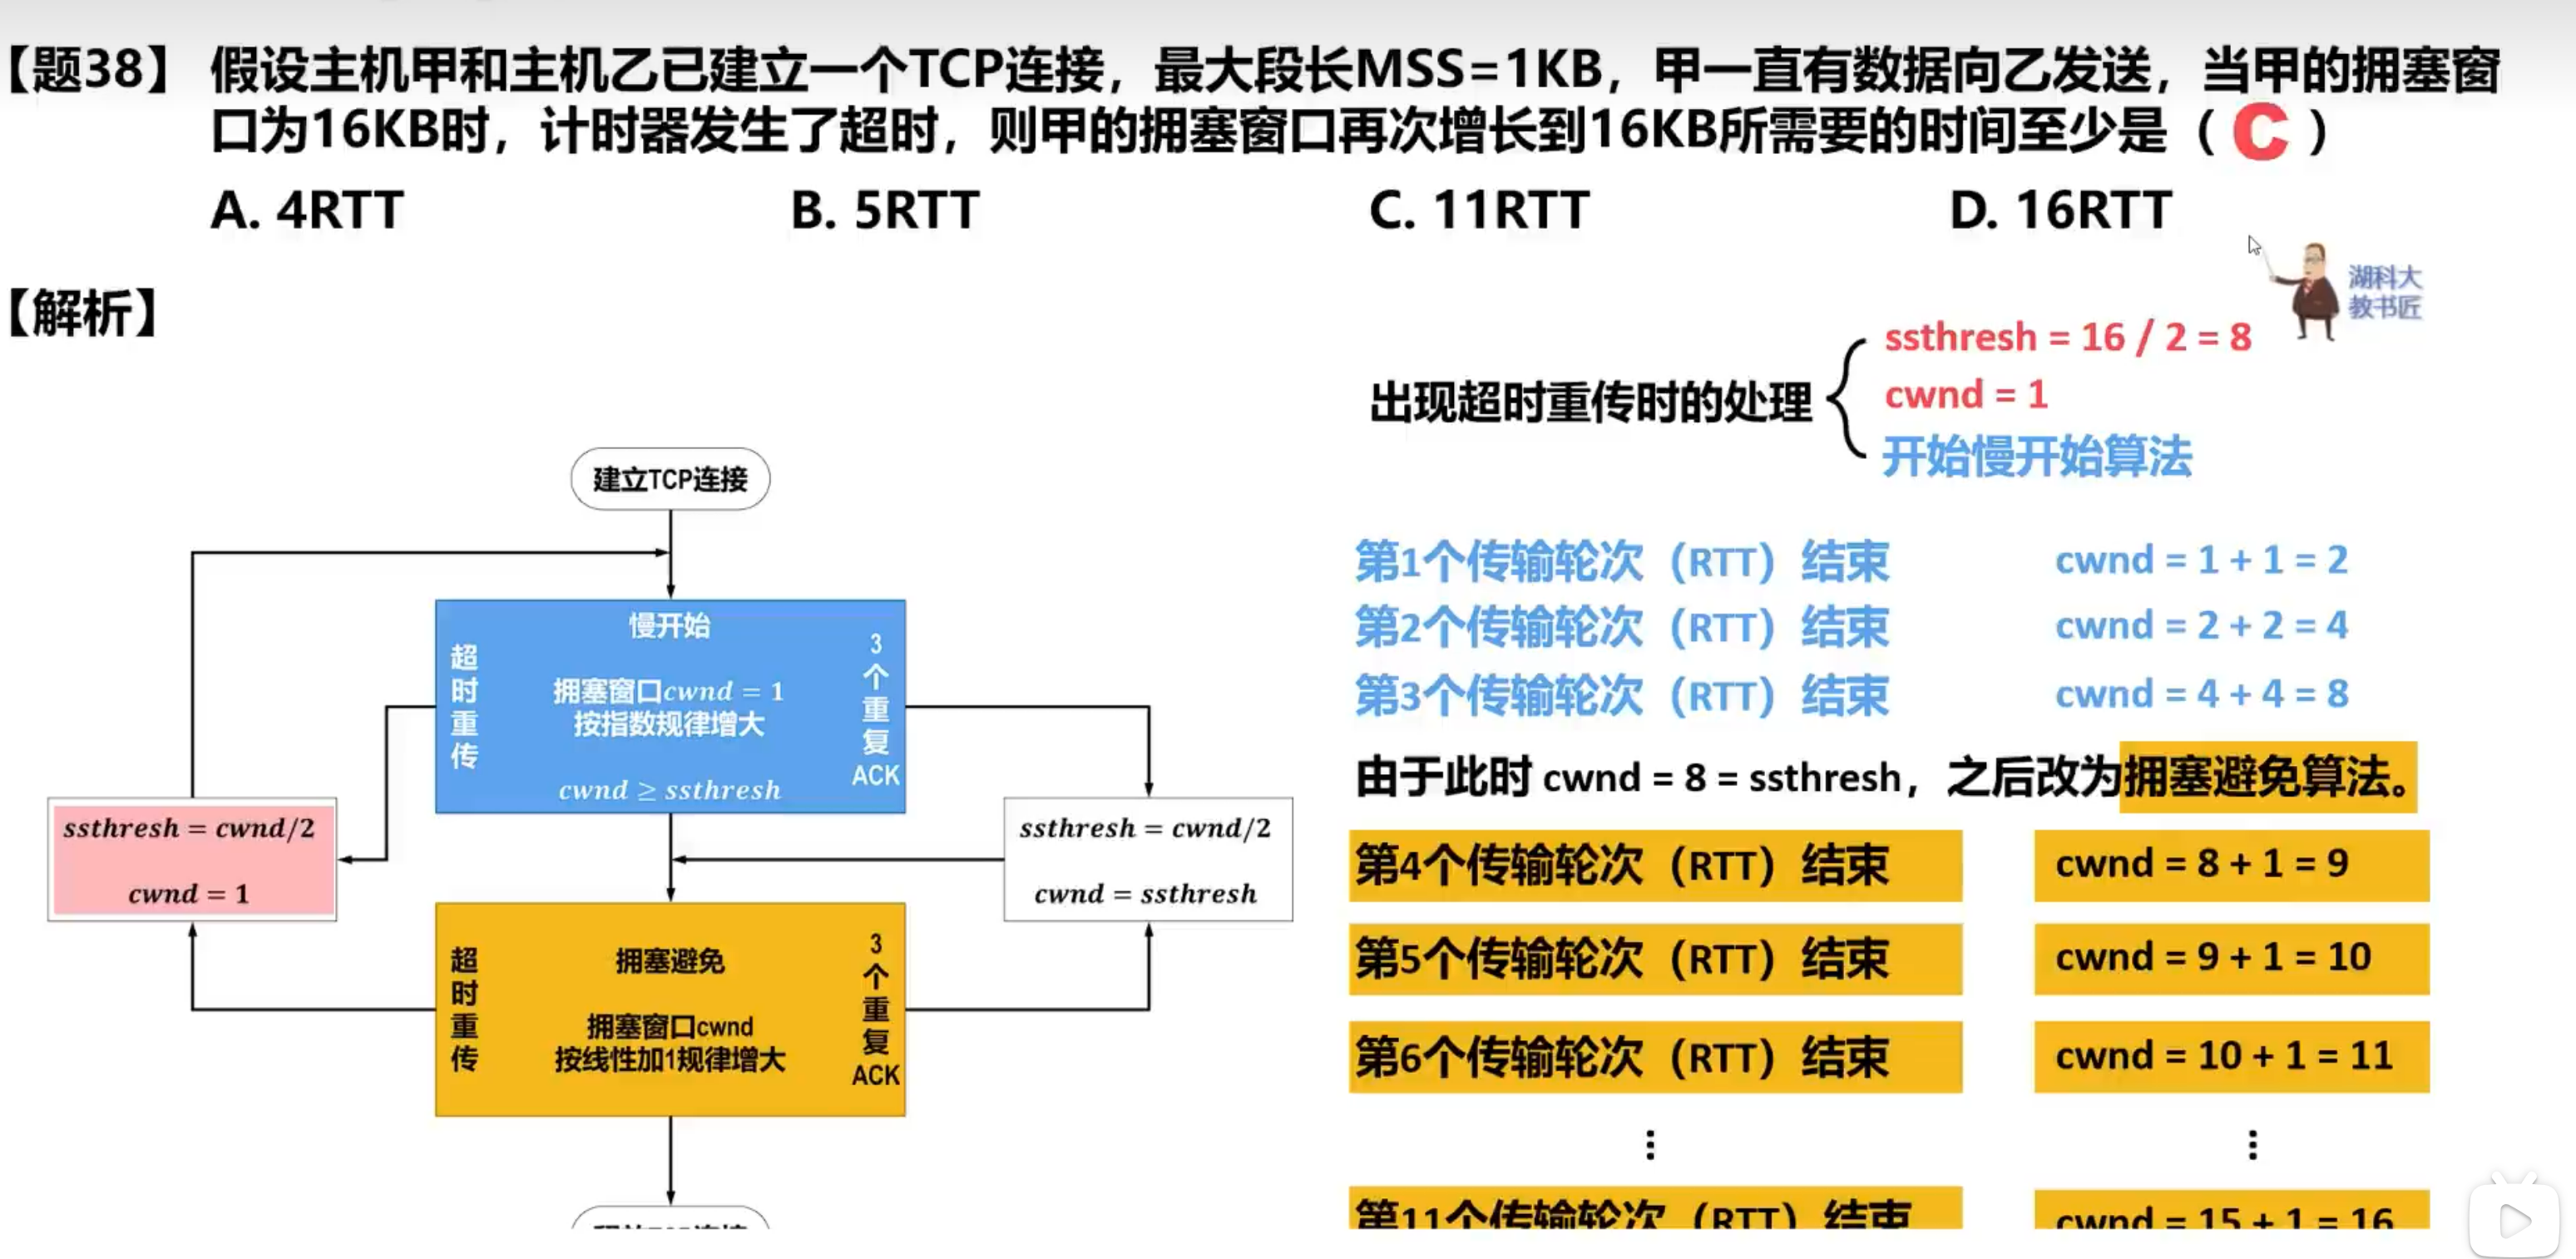 【题38】 假设主机甲和主机乙已建立一个TCP连接，最大段长MSS=1KB，甲一直有数据向乙发送，当甲的拥塞窗
口为16KB时，计时器发生了超时，则甲的拥塞窗口再次增长到16KB所需要的时间至少是（ C ）
A. 4RTT B. 5RTT C. 11RTT D. 16RTT
湖科大
教书匠
【解析】
出现超时重传时的处理
ssthresh = 16 / 2 = 8
cwnd = 1
开始慢开始算法
建立TCP连接
慢开始
超时重传
拥塞窗口cwnd = 1
按指数规律增大
cwnd ≥ ssthresh
3个重复ACK
ssthresh = cwnd/2
cwnd = 1
ssthresh = cwnd/2
cwnd = ssthresh
超时重传
拥塞避免
拥塞窗口cwnd
按线性加1规律增大
3个重复ACK
第1个传输轮次（RTT）结束 cwnd = 1 + 1 = 2
第2个传输轮次（RTT）结束 cwnd = 2 + 2 = 4
第3个传输轮次（RTT）结束 cwnd = 4 + 4 = 8
由于此时 cwnd = 8 = ssthresh，之后改为拥塞避免算法。
第4个传输轮次（RTT）结束 cwnd = 8 + 1 = 9
第5个传输轮次（RTT）结束 cwnd = 9 + 1 = 10
第6个传输轮次（RTT）结束 cwnd = 10 + 1 = 11
⋮ ⋮
第11个传输轮次（RTT）结束 cwnd = 15 + 1 = 16